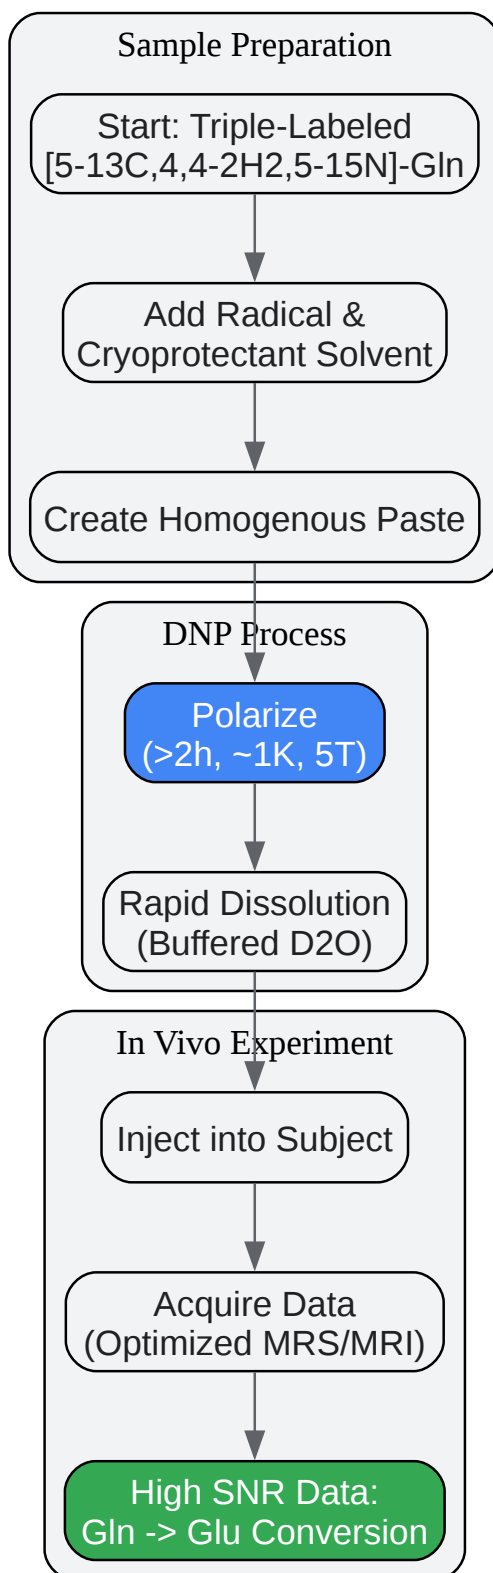 Sample Preparation
Start: Triple-Labeled
[5-13C,4,4-2H2,5-15N]-Gln
Add Radical &
Cryoprotectant Solvent
Create Homogenous Paste
DNP Process
Polarize
(>2h, ~1K, 5T)
Rapid Dissolution
(Buffered D2O)
In Vivo Experiment
Inject into Subject
Acquire Data
(Optimized MRS/MRI)
High SNR Data:
Gln -> Glu Conversion